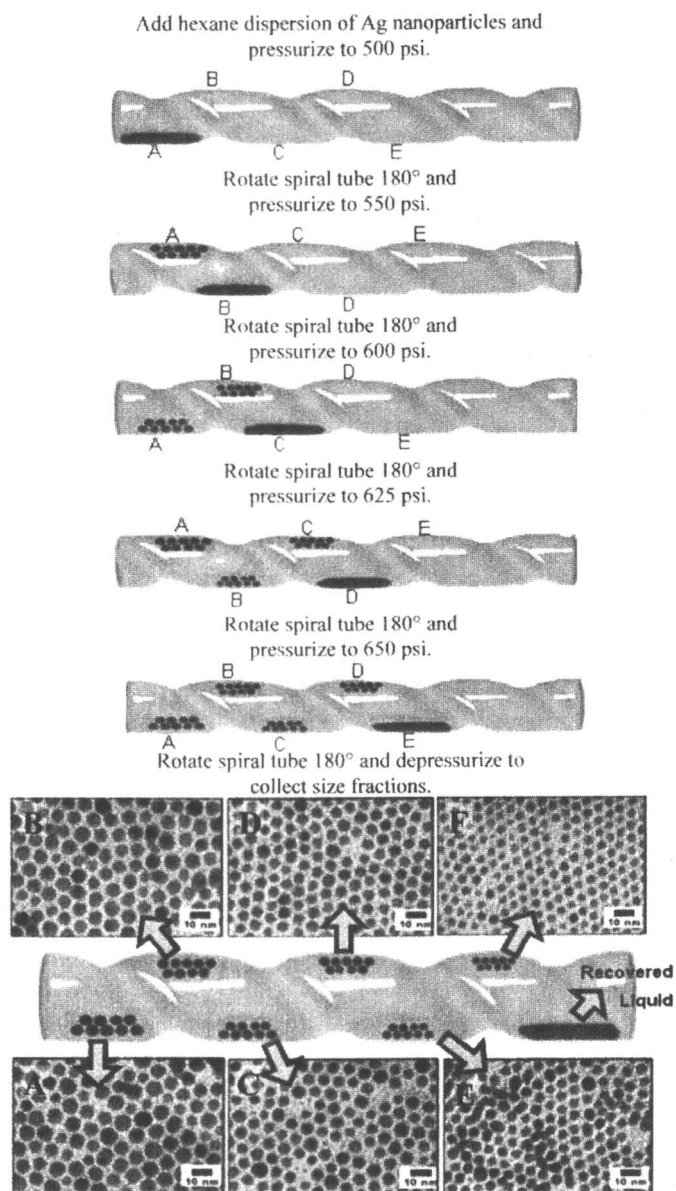 Add hexane dispersion of Ag nanoparticles and
pressurize to 500 psi.
B D
A C E
Rotate spiral tube 180° and
pressurize to 550 psi.
A C E
B D
Rotate spiral tube 180° and
pressurize to 600 psi.
B D
A C E
Rotate spiral tube 180° and
pressurize to 625 psi.
A C E
B D
Rotate spiral tube 180° and
pressurize to 650 psi.
B D
A C E
Rotate spiral tube 180° and depressurize to
collect size fractions.
B D F
10 nm 10 nm 10 nm
Recovered
Liquid
A C E
10 nm 10 nm 10 nm